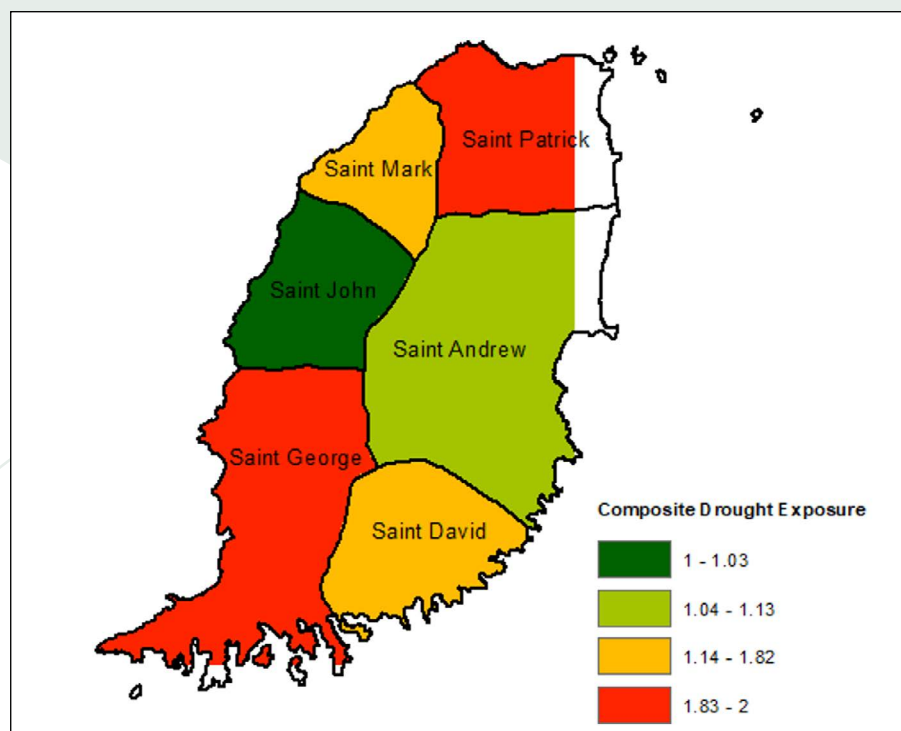 Saint Patrick
Saint Mark
Saint John
Saint Andrew
Saint George
Saint David
Composite Drought Exposure
1 - 1.03
1.04 - 1.13
1.14 - 1.82
1.83 - 2